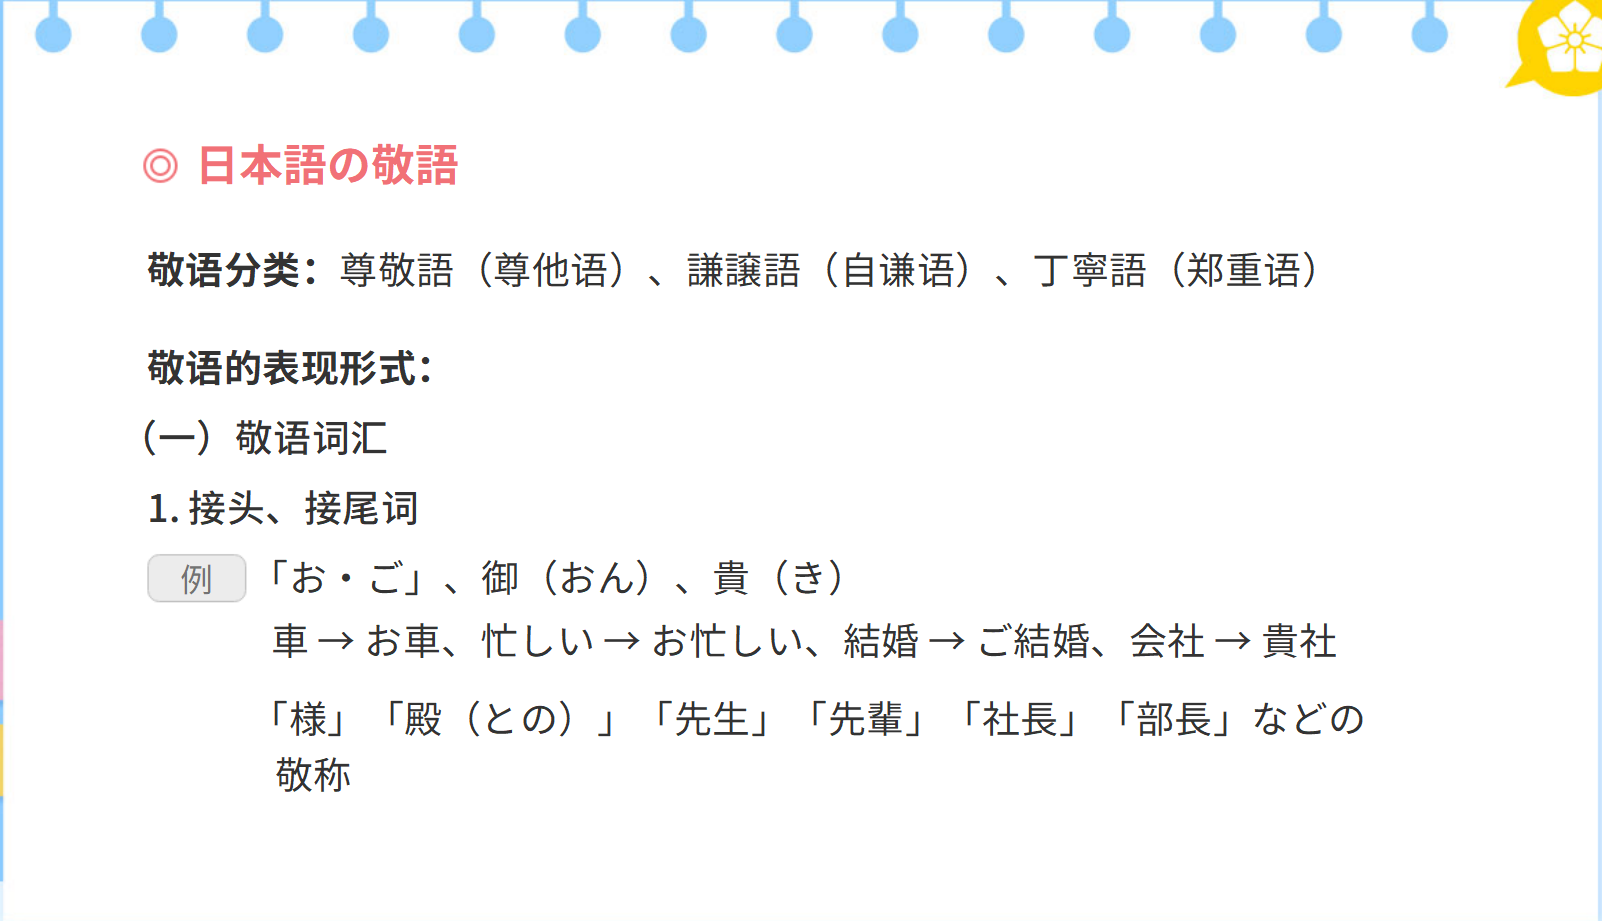 ◎ 日本語の敬語
敬语分类：尊敬語（尊他语）、謙譲語（自谦语）、丁寧語（郑重语）
敬语的表现形式：
（一）敬语词汇
1. 接头、接尾词
例 「お・ご」、御（おん）、貴（き）
車 → お車、忙しい → お忙しい、結婚 → ご結婚、会社 → 貴社
「様」「殿（との）」「先生」「先輩」「社長」「部長」などの
敬称